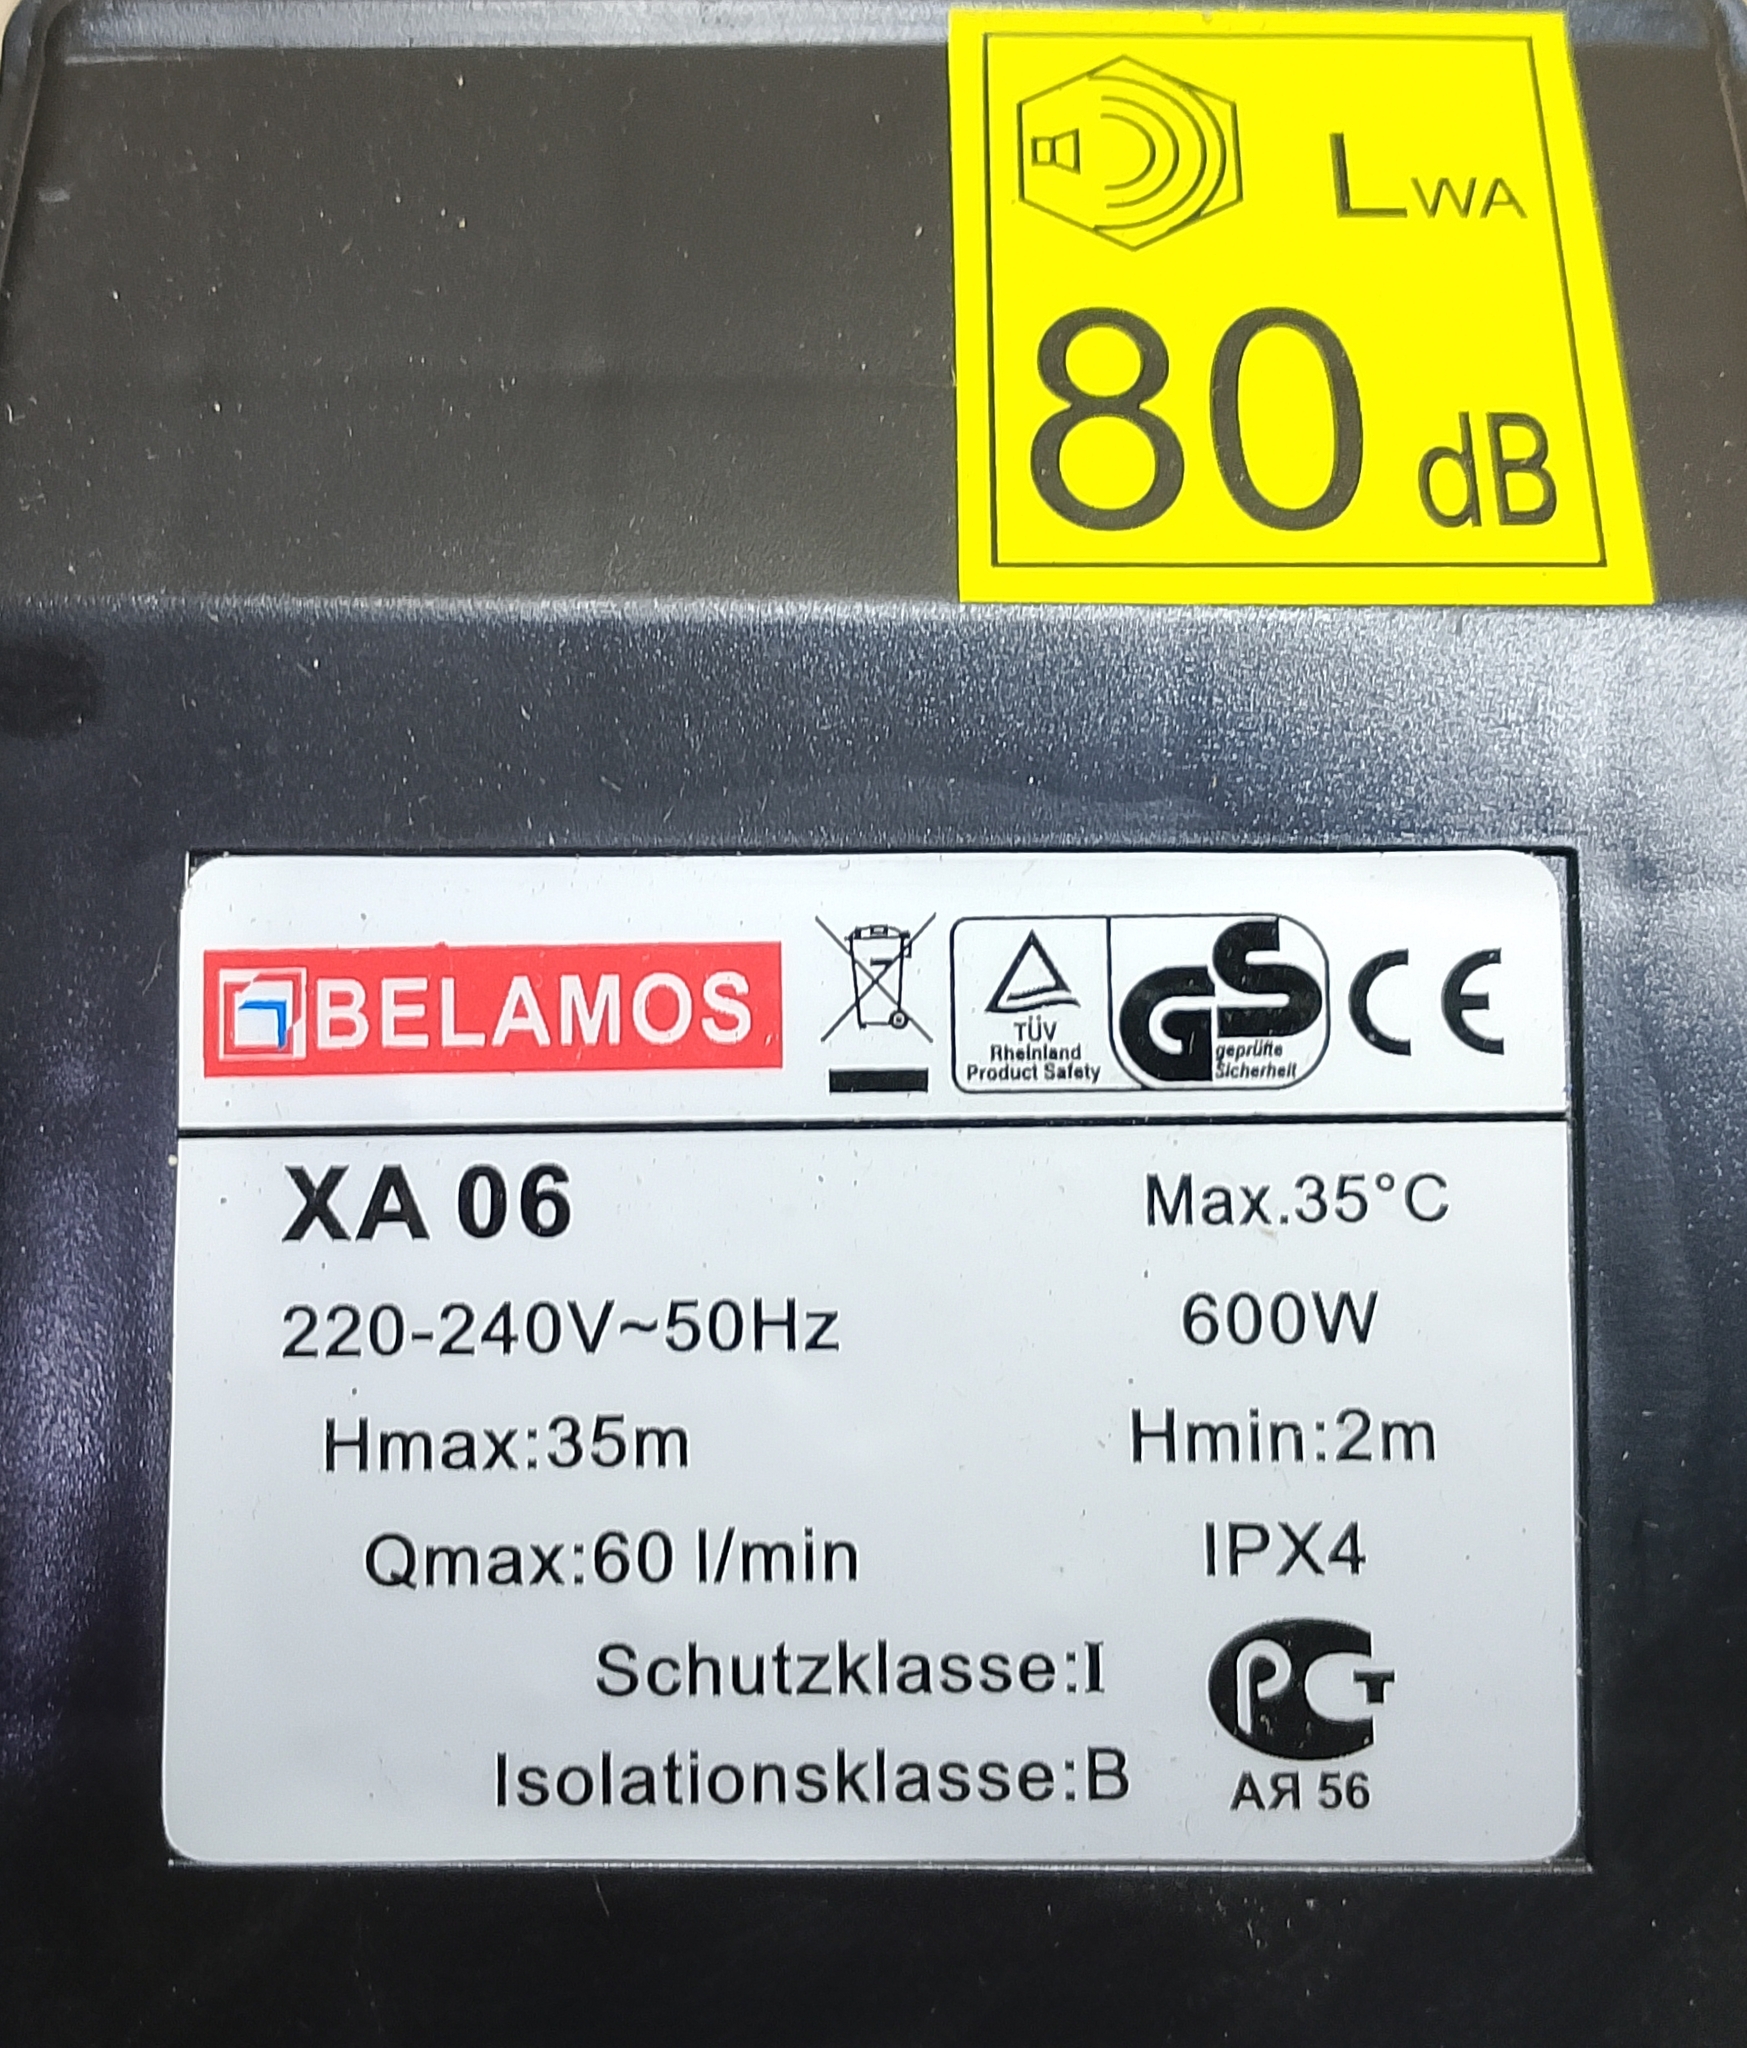 LWA
80 dB
BELAMOS
TÜV
Rheinland
Product Safety
GS
geprüfte
Sicherheit
CE
XA 06
Max.35°C
220-240V~50Hz
600W
Hmax:35m
Hmin:2m
Qmax:60 l/min
IPX4
Schutzklasse:I
РСТ
Isolationsklasse:B
АЯ 56